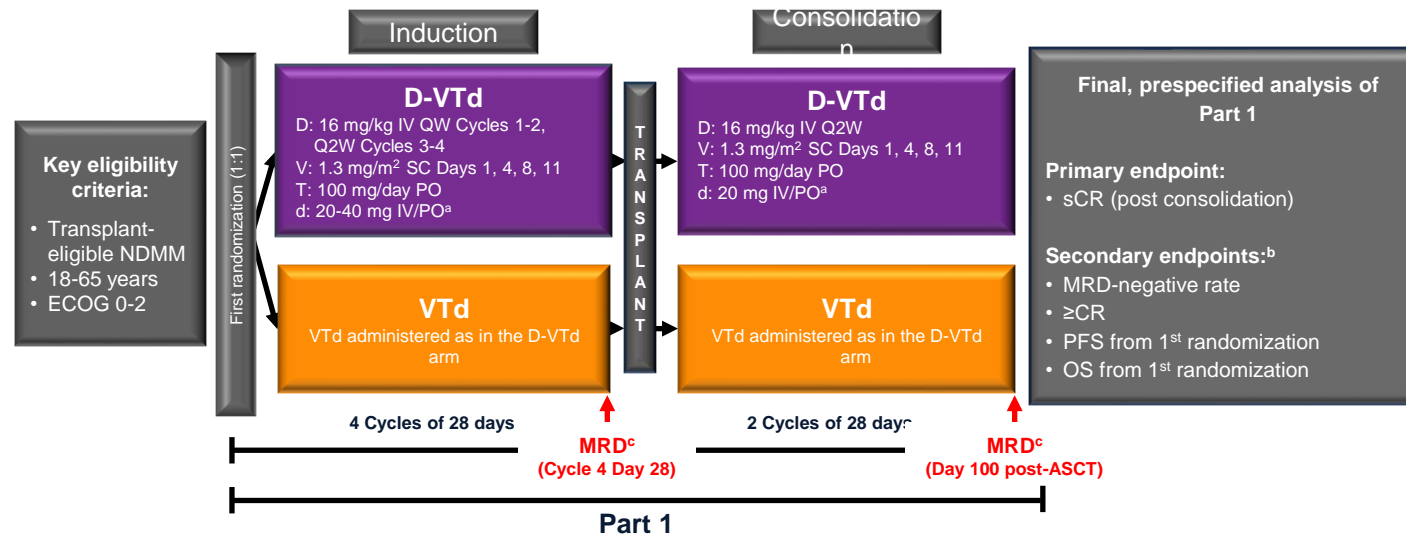 Induction
Consolidatio
n
Key eligibility
criteria:
• Transplant-
eligible NDMM
• 18-65 years
• ECOG 0-2
First randomization (1:1)
D-VTd
D: 16 mg/kg IV QW Cycles 1-2,
Q2W Cycles 3-4
V: 1.3 mg/m² SC Days 1, 4, 8, 11
T: 100 mg/day PO
d: 20-40 mg IV/POᵃ
VTd
VTd administered as in the D-VTd
arm
TRANSPLANT
D-VTd
D: 16 mg/kg IV Q2W
V: 1.3 mg/m² SC Days 1, 4, 8, 11
T: 100 mg/day PO
d: 20 mg IV/POᵃ
VTd
VTd administered as in the D-VTd
arm
Final, prespecified analysis of
Part 1
Primary endpoint:
• sCR (post consolidation)
Secondary endpoints:ᵇ
• MRD-negative rate
• ≥CR
• PFS from 1ˢᵗ randomization
• OS from 1ˢᵗ randomization
4 Cycles of 28 days
MRDᶜ
(Cycle 4 Day 28)
2 Cycles of 28 days
MRDᶜ
(Day 100 post-ASCT)
Part 1